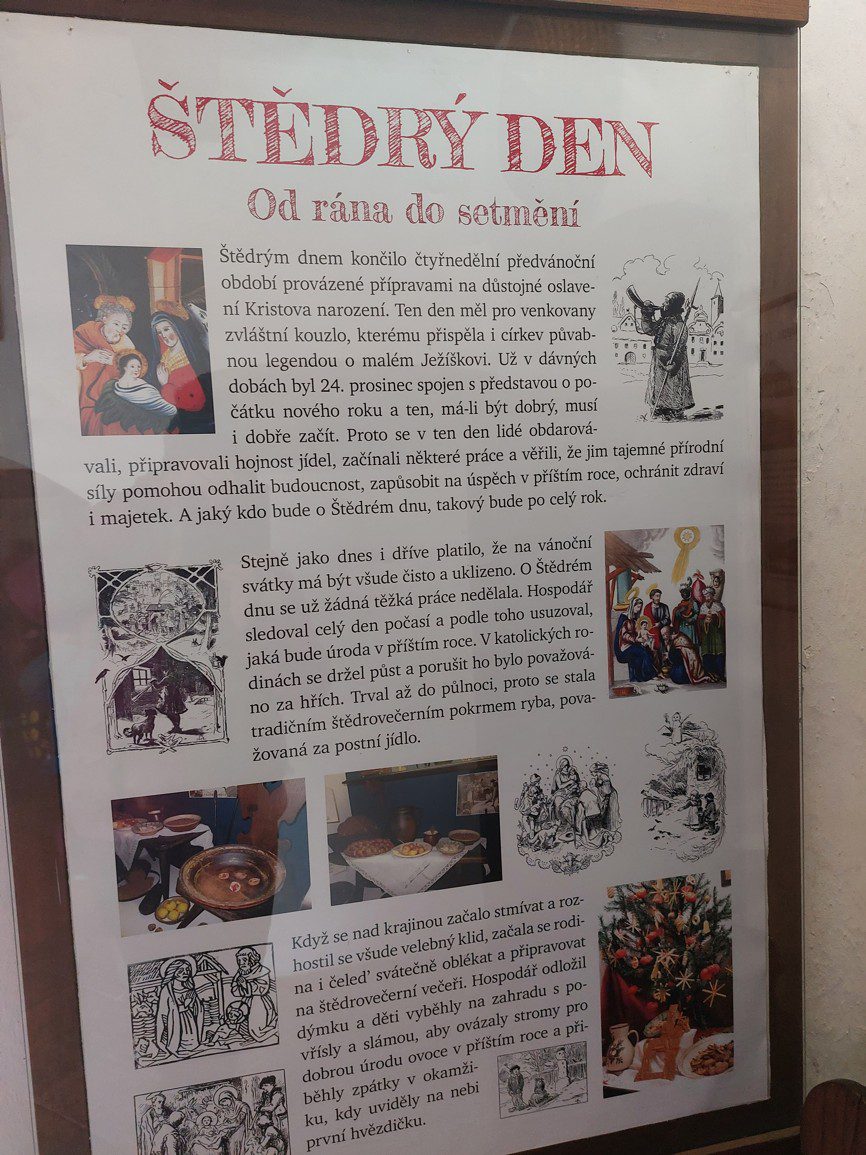 ŠTĚDRÝ DEN
Od rána do setmění
Štědrým dnem končilo čtyřnedělní předvánoční
období provázené přípravami na důstojné oslave-
ní Kristova narození. Ten den měl pro venkovany
zvláštní kouzlo, kterému přispěla i církev půvab-
nou legendou o malém Ježíškovi. Už v dávných
dobách byl 24. prosinec spojen s představou o po-
čátku nového roku a ten, má-li být dobrý, musí
i dobře začít. Proto se v ten den lidé obdarová-
vali, připravovali hojnost jídel, začínali některé práce a věřili, že jim tajemné přírodní
síly pomohou odhalit budoucnost, zapůsobit na úspěch v příštím roce, ochránit zdraví
i majetek. A jaký kdo bude o Štědrém dnu, takový bude po celý rok.
Stejně jako dnes i dříve platilo, že na vánoční
svátky má být všude čisto a uklizeno. O Štědrém
dnu se už žádná těžká práce nedělala. Hospodář
sledoval celý den počasí a podle toho usuzoval,
jaká bude úroda v příštím roce. V katolických ro-
dinách se držel půst a porušit ho bylo považová-
no za hřích. Trval až do půlnoci, proto se stala
tradičním štědrovečerním pokrmem ryba, pova-
žovaná za postní jídlo.
Když se nad krajinou začalo stmívat a roz-
hostil se všude velebný klid, začala se rodi-
na i čeleď svátečně oblékat a připravovat
na štědrovečerní večeři. Hospodář odložil
dýmku a děti vyběhly na zahradu s po-
vřísly a slámou, aby ovázaly stromy pro
dobrou úrodu ovoce v příštím roce a při-
běhly zpátky v okamži-
ku, kdy uviděly na nebi
první hvězdičku.